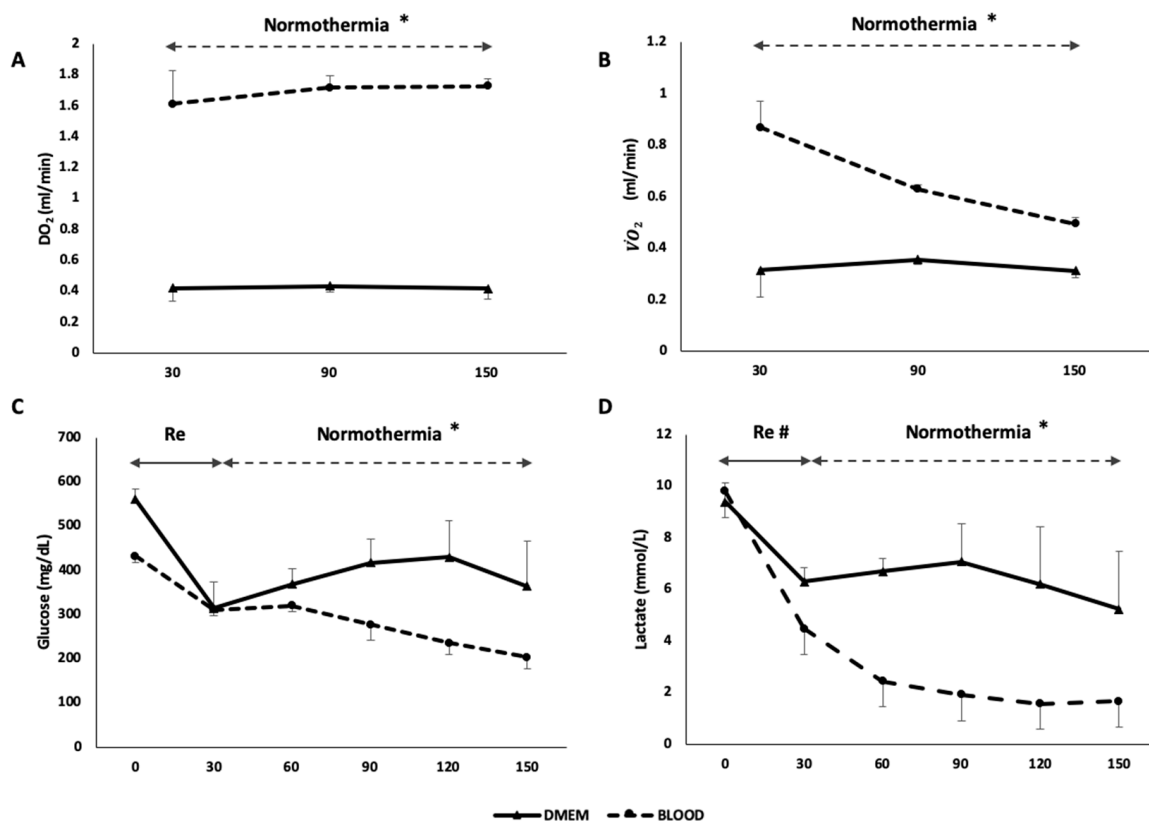 A
Normothermia *
DO2 (ml/min)
2
1.8
1.6
1.4
1.2
1
0.8
0.6
0.4
0.2
0
30 90 150
B
Normothermia *
V̇O2 (ml/min)
1.2
1
0.8
0.6
0.4
0.2
0
30 90 150
C
Re Normothermia *
Glucose (mg/dL)
700
600
500
400
300
200
100
0
0 30 60 90 120 150
D
Re # Normothermia *
Lactate (mmol/L)
12
10
8
6
4
2
0
0 30 60 90 120 150
DMEM BLOOD